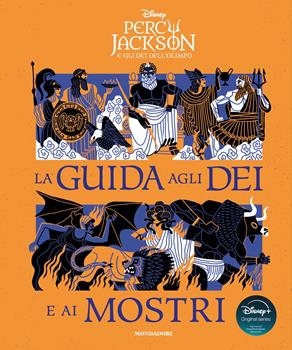 Disney
PERCY
JACKSON
E GLI DEI DELL'OLIMPO
LA GUIDA AGLI DEI
E AI MOSTRI
Disney+
Original series
MONDADORI